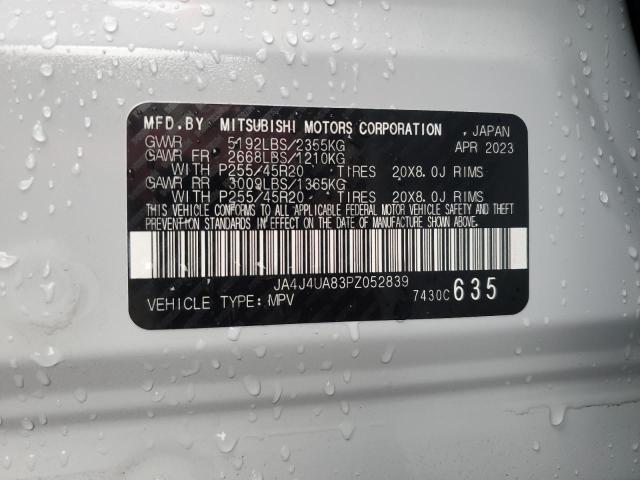 MFD.BY MITSUBISHI MOTORS CORPORATION , JAPAN
GVWR 5192LBS/2355KG APR 2023
GAWR FR 2668LBS/1210KG
WITH P255/45R20 TIRES 20X8.0J RIMS
GAWR RR 3009LBS/1365KG
WITH P255/45R20 TIRES 20X8.0J RIMS
THIS VEHICLE CONFORMS TO ALL APPLICABLE FEDERAL MOTOR VEHICLE SAFETY AND THEFT
PREVENTION STANDARDS IN EFFECT ON THE DATE OF MANUFACTURE SHOWN ABOVE.
JA4J4UA83PZ052839
VEHICLE TYPE: MPV 7430C 635